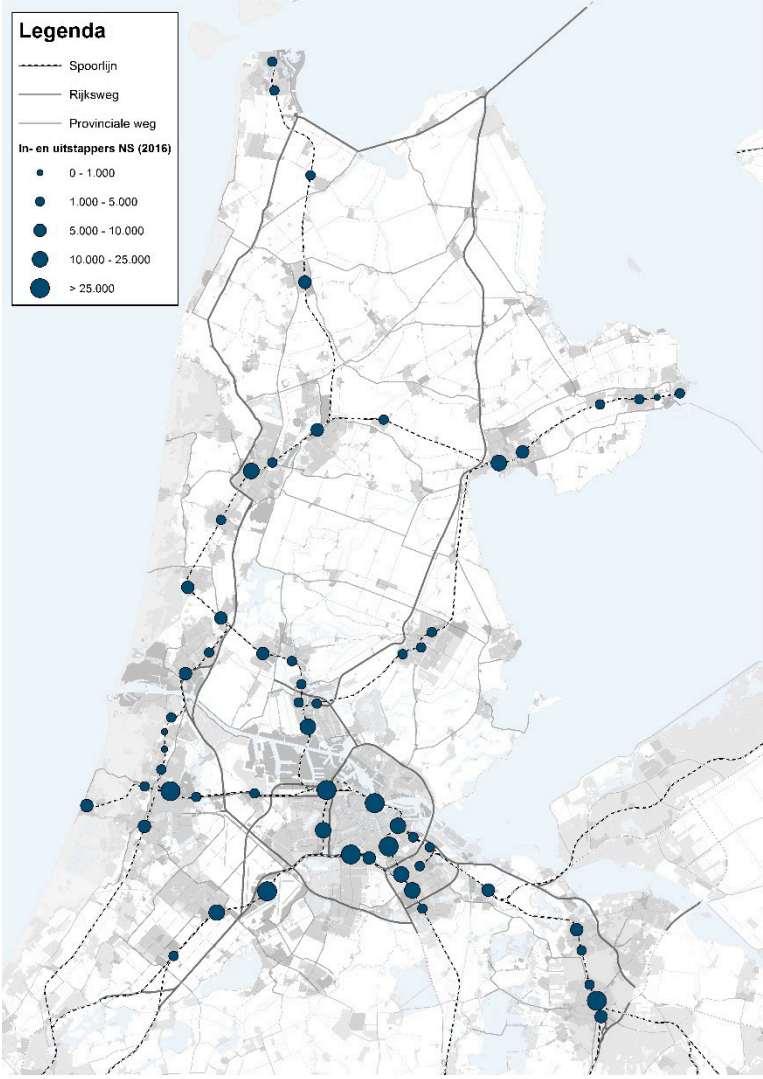 Legenda
Spoorlijn
Rijksweg
Provinciale weg
In- en uitstappers NS (2016)
0 - 1.000
1.000 - 5.000
5.000 - 10.000
10.000 - 25.000
> 25.000